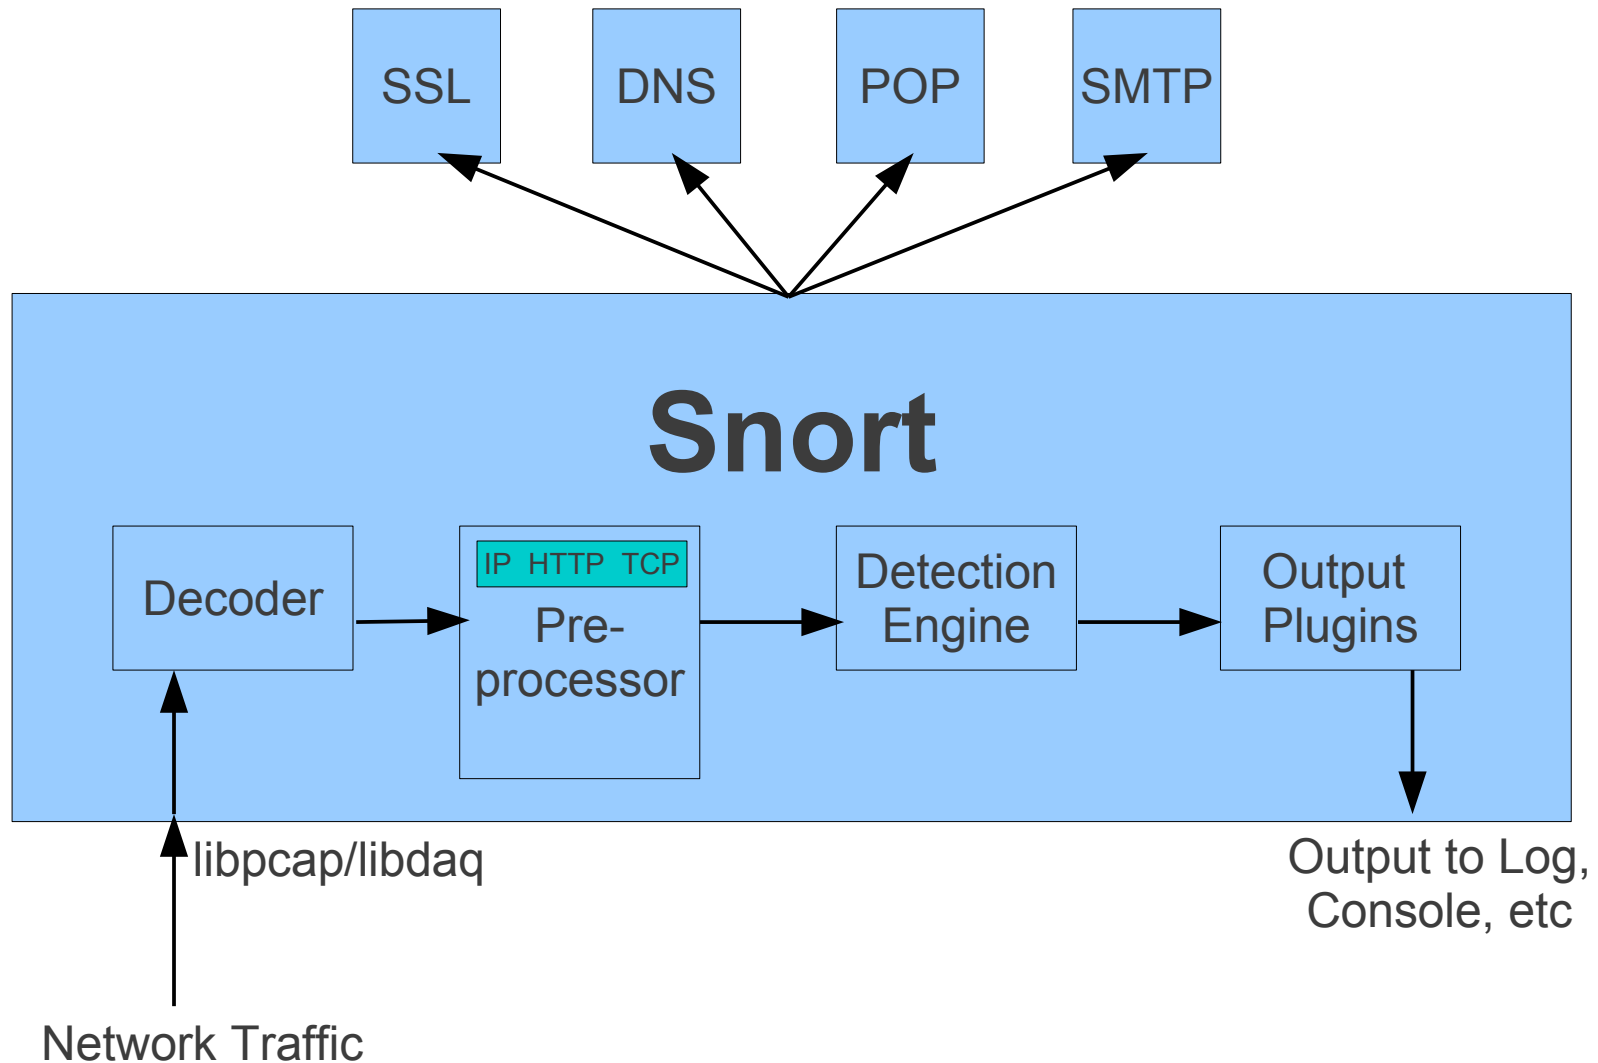 SSL
DNS
POP
SMTP
Snort
Decoder
IP HTTP TCP
Pre-
processor
Detection
Engine
Output
Plugins
libpcap/libdaq
Output to Log,
Console, etc
Network Traffic